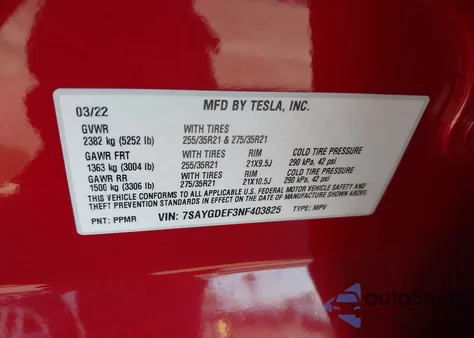 03/22 MFD BY TESLA, INC.
GVWR WITH TIRES
2382 kg (5252 lb) 255/35R21 & 275/35R21
GAWR FRT WITH TIRES RIM COLD TIRE PRESSURE
1363 kg (3004 lb) 255/35R21 21X9.5J 290 kPa, 42 psi
GAWR RR WITH TIRES RIM COLD TIRE PRESSURE
1500 kg (3306 lb) 275/35R21 21X10.5J 290 kPa, 42 psi
THIS VEHICLE CONFORMS TO ALL APPLICABLE U.S. FEDERAL MOTOR VEHICLE SAFETY AND
THEFT PREVENTION STANDARDS IN EFFECT ON THE DATE OF MANUFACTURE SHOWN ABOVE.
PNT: PPMR VIN: 7SAYGDEF3NF403825 TYPE: MPV